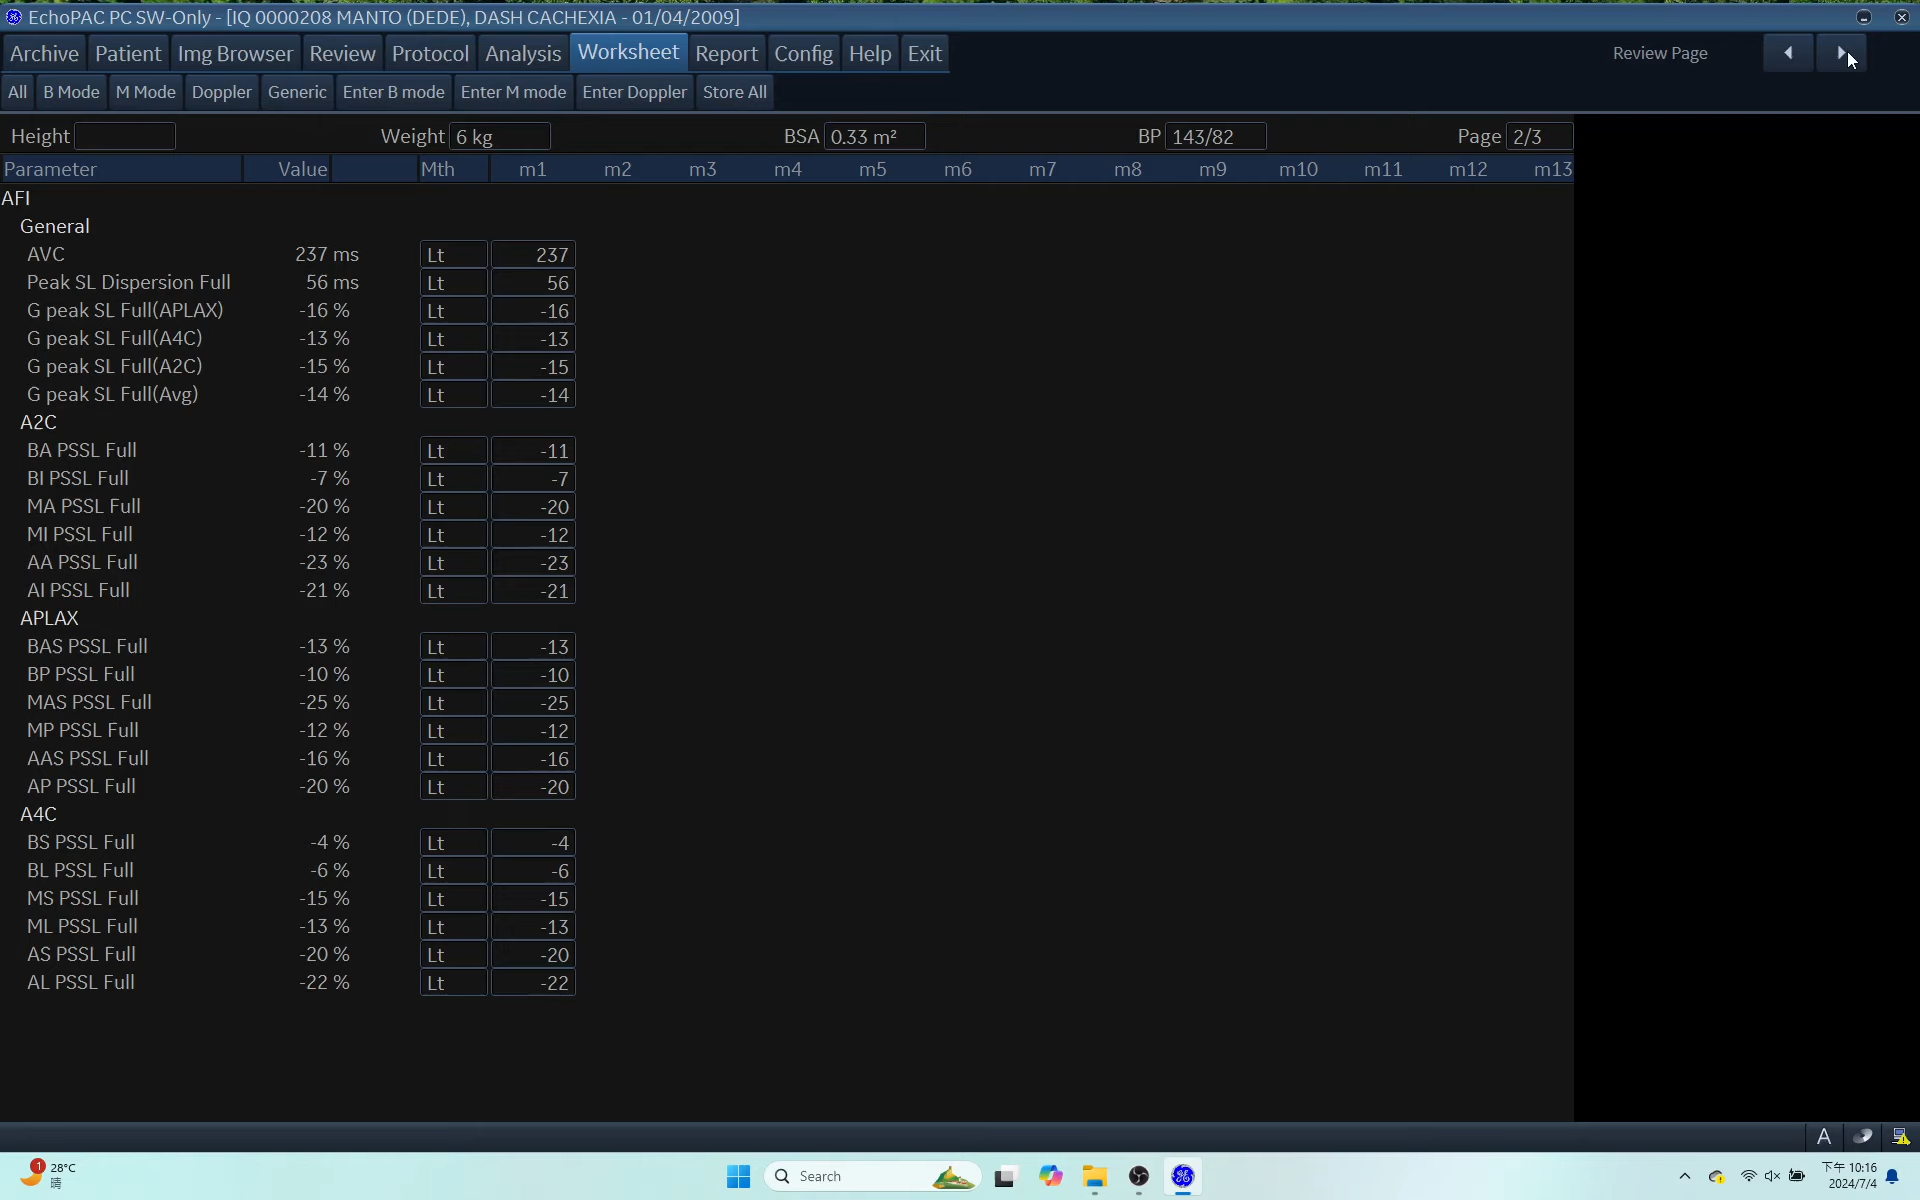 EchoPAC PC SW-Only - [IQ 0000208 MANTO (DEDE), DASH CACHEXIA - 01/04/2009]
Archive Patient Img Browser Review Protocol Analysis Worksheet Report Config Help Exit Review Page
All B Mode M Mode Doppler Generic Enter B mode Enter M mode Enter Doppler Store All
Height Weight 6 kg BSA 0.33 m² BP 143/82 Page 2/3
Parameter Value Mth m1 m2 m3 m4 m5 m6 m7 m8 m9 m10 m11 m12 m13
AFI
General
AVC 237 ms Lt 237
Peak SL Dispersion Full 56 ms Lt 56
G peak SL Full(APLAX) -16 % Lt -16
G peak SL Full(A4C) -13 % Lt -13
G peak SL Full(A2C) -15 % Lt -15
G peak SL Full(Avg) -14 % Lt -14
A2C
BA PSSL Full -11 % Lt -11
BI PSSL Full -7 % Lt -7
MA PSSL Full -20 % Lt -20
MI PSSL Full -12 % Lt -12
AA PSSL Full -23 % Lt -23
AI PSSL Full -21 % Lt -21
APLAX
BAS PSSL Full -13 % Lt -13
BP PSSL Full -10 % Lt -10
MAS PSSL Full -25 % Lt -25
MP PSSL Full -12 % Lt -12
AAS PSSL Full -16 % Lt -16
AP PSSL Full -20 % Lt -20
A4C
BS PSSL Full -4 % Lt -4
BL PSSL Full -6 % Lt -6
MS PSSL Full -15 % Lt -15
ML PSSL Full -13 % Lt -13
AS PSSL Full -20 % Lt -20
AL PSSL Full -22 % Lt -22
A
1 28°C Search 下午 10:16
晴 2024/7/4